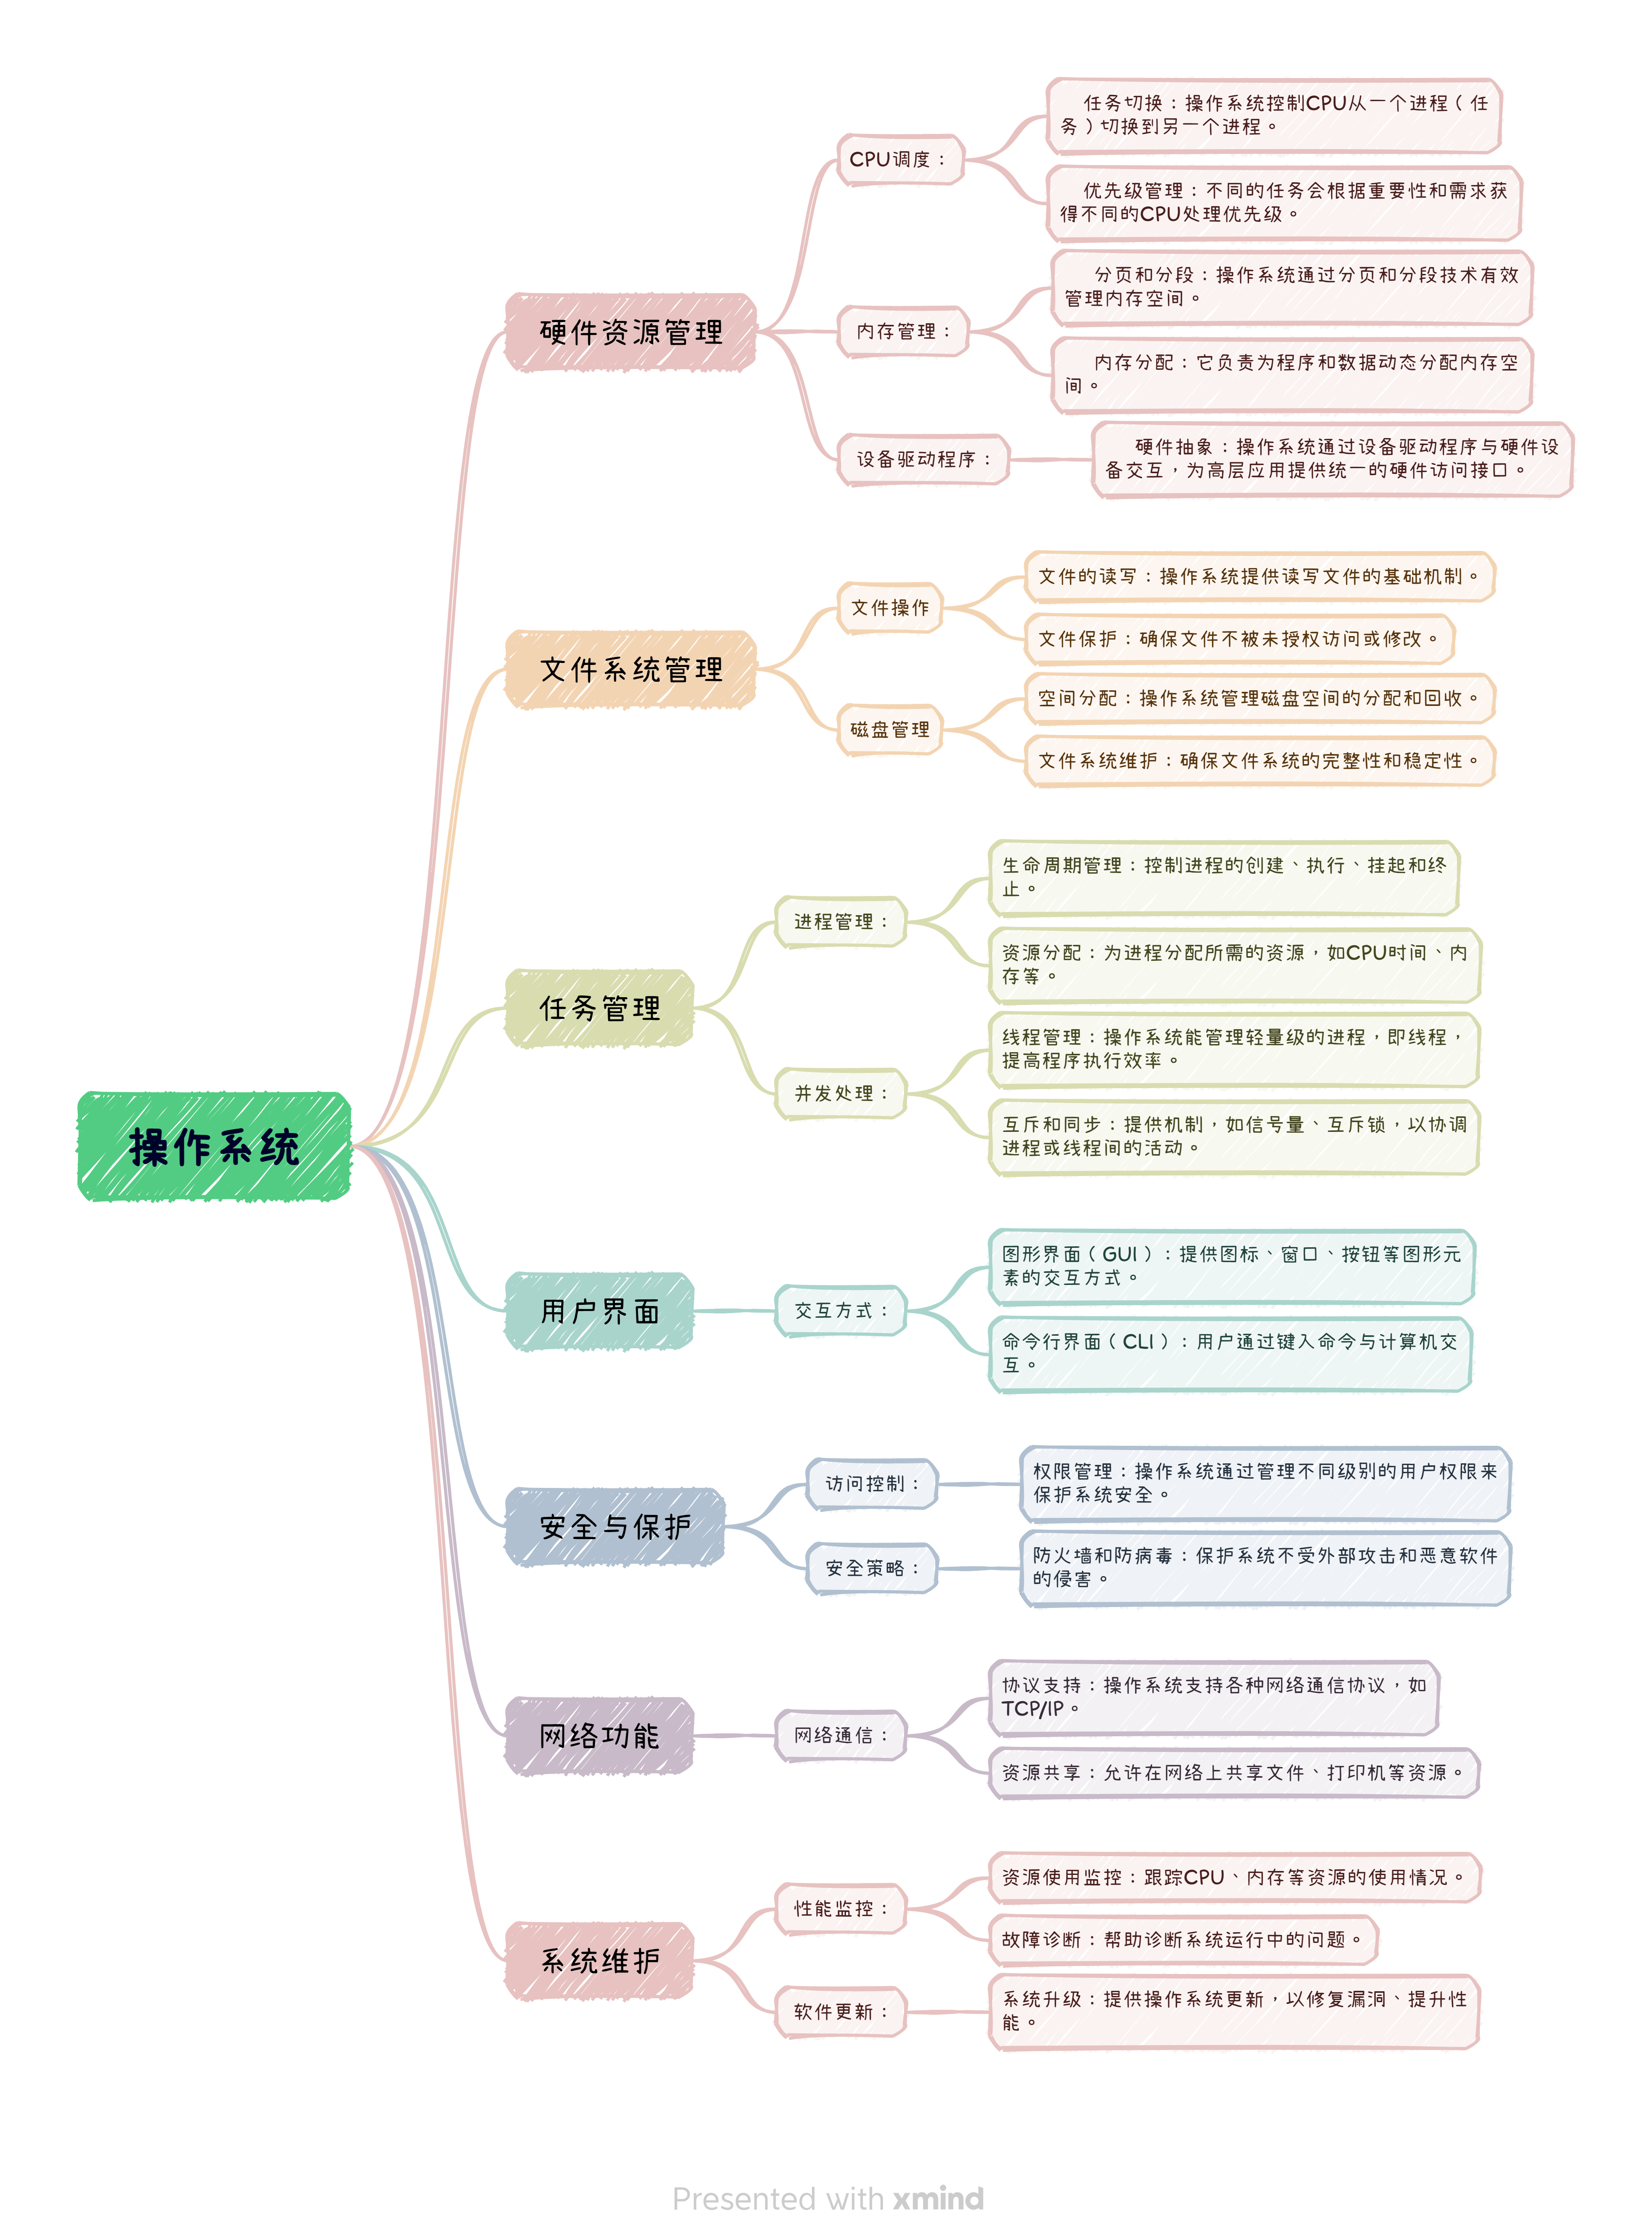 操作系统
硬件资源管理
CPU调度：
任务切换：操作系统控制CPU从一个进程（任
务）切换到另一个进程。
优先级管理：不同的任务会根据重要性和需求获
得不同的CPU处理优先级。
内存管理：
分页和分段：操作系统通过分页和分段技术有效
管理内存空间。
内存分配：它负责为程序和数据动态分配内存空
间。
设备驱动程序：
硬件抽象：操作系统通过设备驱动程序与硬件设
备交互，为高层应用提供统一的硬件访问接口。
文件系统管理
文件操作
文件的读写：操作系统提供读写文件的基础机制。
文件保护：确保文件不被未授权访问或修改。
磁盘管理
空间分配：操作系统管理磁盘空间的分配和回收。
文件系统维护：确保文件系统的完整性和稳定性。
任务管理
进程管理：
生命周期管理：控制进程的创建、执行、挂起和终
止。
资源分配：为进程分配所需的资源，如CPU时间、内
存等。
并发处理：
线程管理：操作系统能管理轻量级的进程，即线程，
提高程序执行效率。
互斥和同步：提供机制，如信号量、互斥锁，以协调
进程或线程间的活动。
用户界面
交互方式：
图形界面（GUI）：提供图标、窗口、按钮等图形元
素的交互方式。
命令行界面（CLI）：用户通过键入命令与计算机交
互。
安全与保护
访问控制：
权限管理：操作系统通过管理不同级别的用户权限来
保护系统安全。
安全策略：
防火墙和防病毒：保护系统不受外部攻击和恶意软件
的侵害。
网络功能
网络通信：
协议支持：操作系统支持各种网络通信协议，如
TCP/IP。
资源共享：允许在网络上共享文件、打印机等资源。
系统维护
性能监控：
资源使用监控：跟踪CPU、内存等资源的使用情况。
故障诊断：帮助诊断系统运行中的问题。
软件更新：
系统升级：提供操作系统更新，以修复漏洞、提升性
能。
Presented with xmind